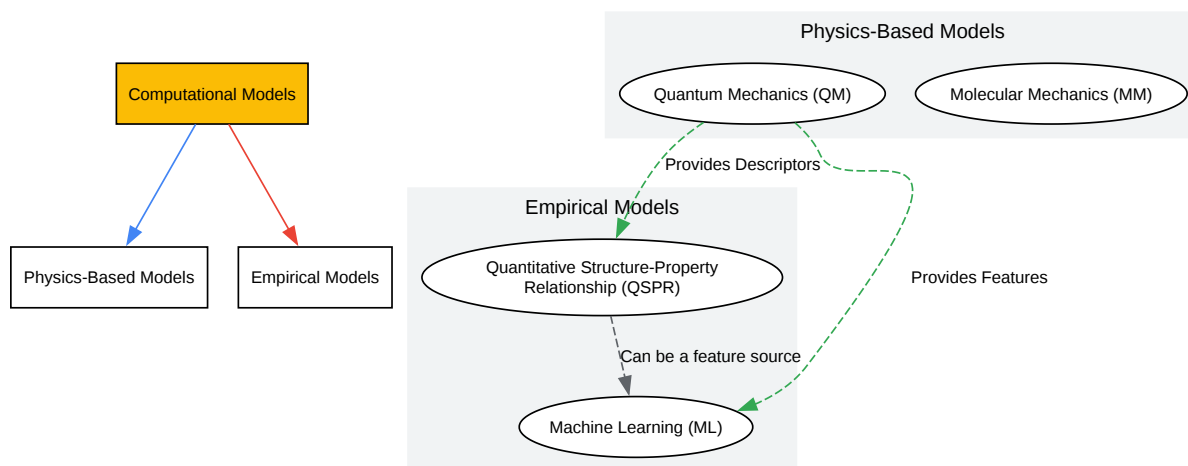 Physics-Based Models
Computational Models
Quantum Mechanics (QM)
Molecular Mechanics (MM)
Provides Descriptors
Empirical Models
Physics-Based Models
Empirical Models
Quantitative Structure-Property
Relationship (QSPR)
Provides Features
Can be a feature source
Machine Learning (ML)